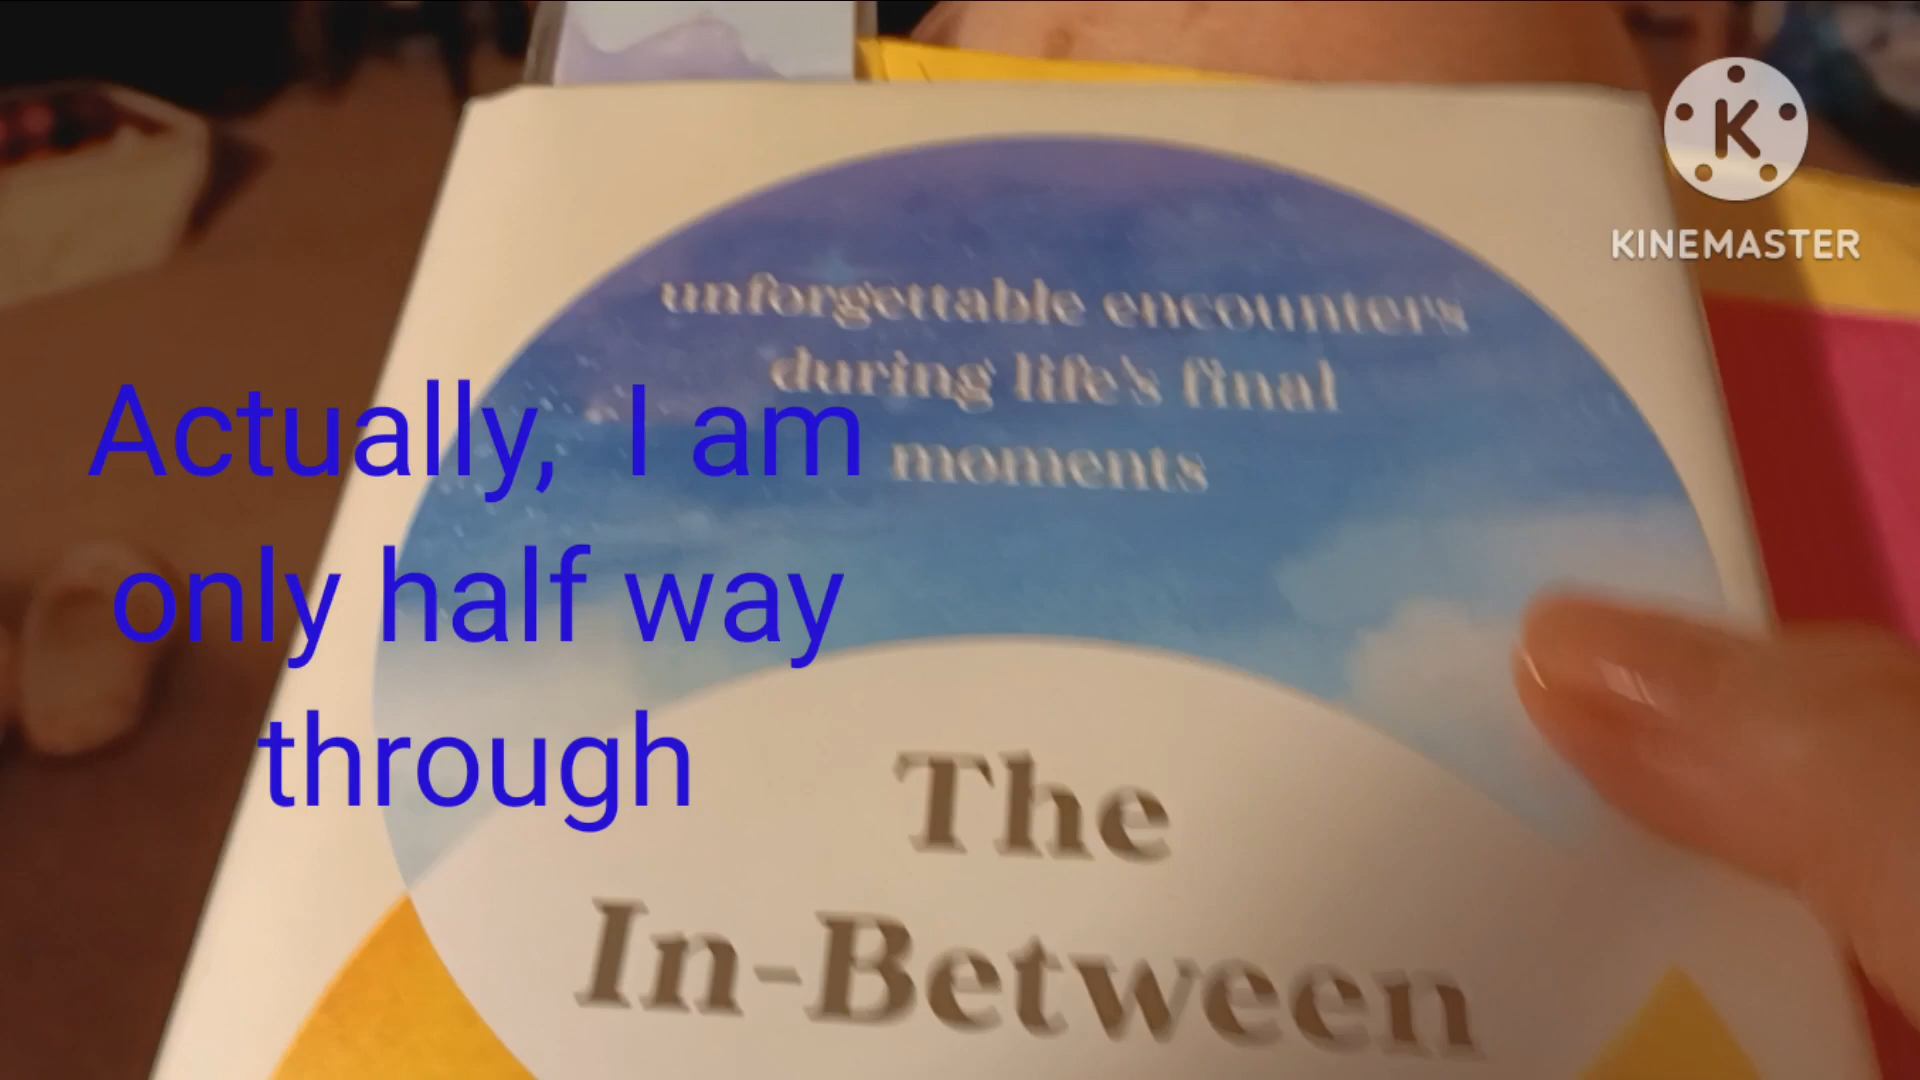 unforgettable encounters
during life's final
moments
The
In-Between
Actually, I am
only half way
through
K
KINEMASTER